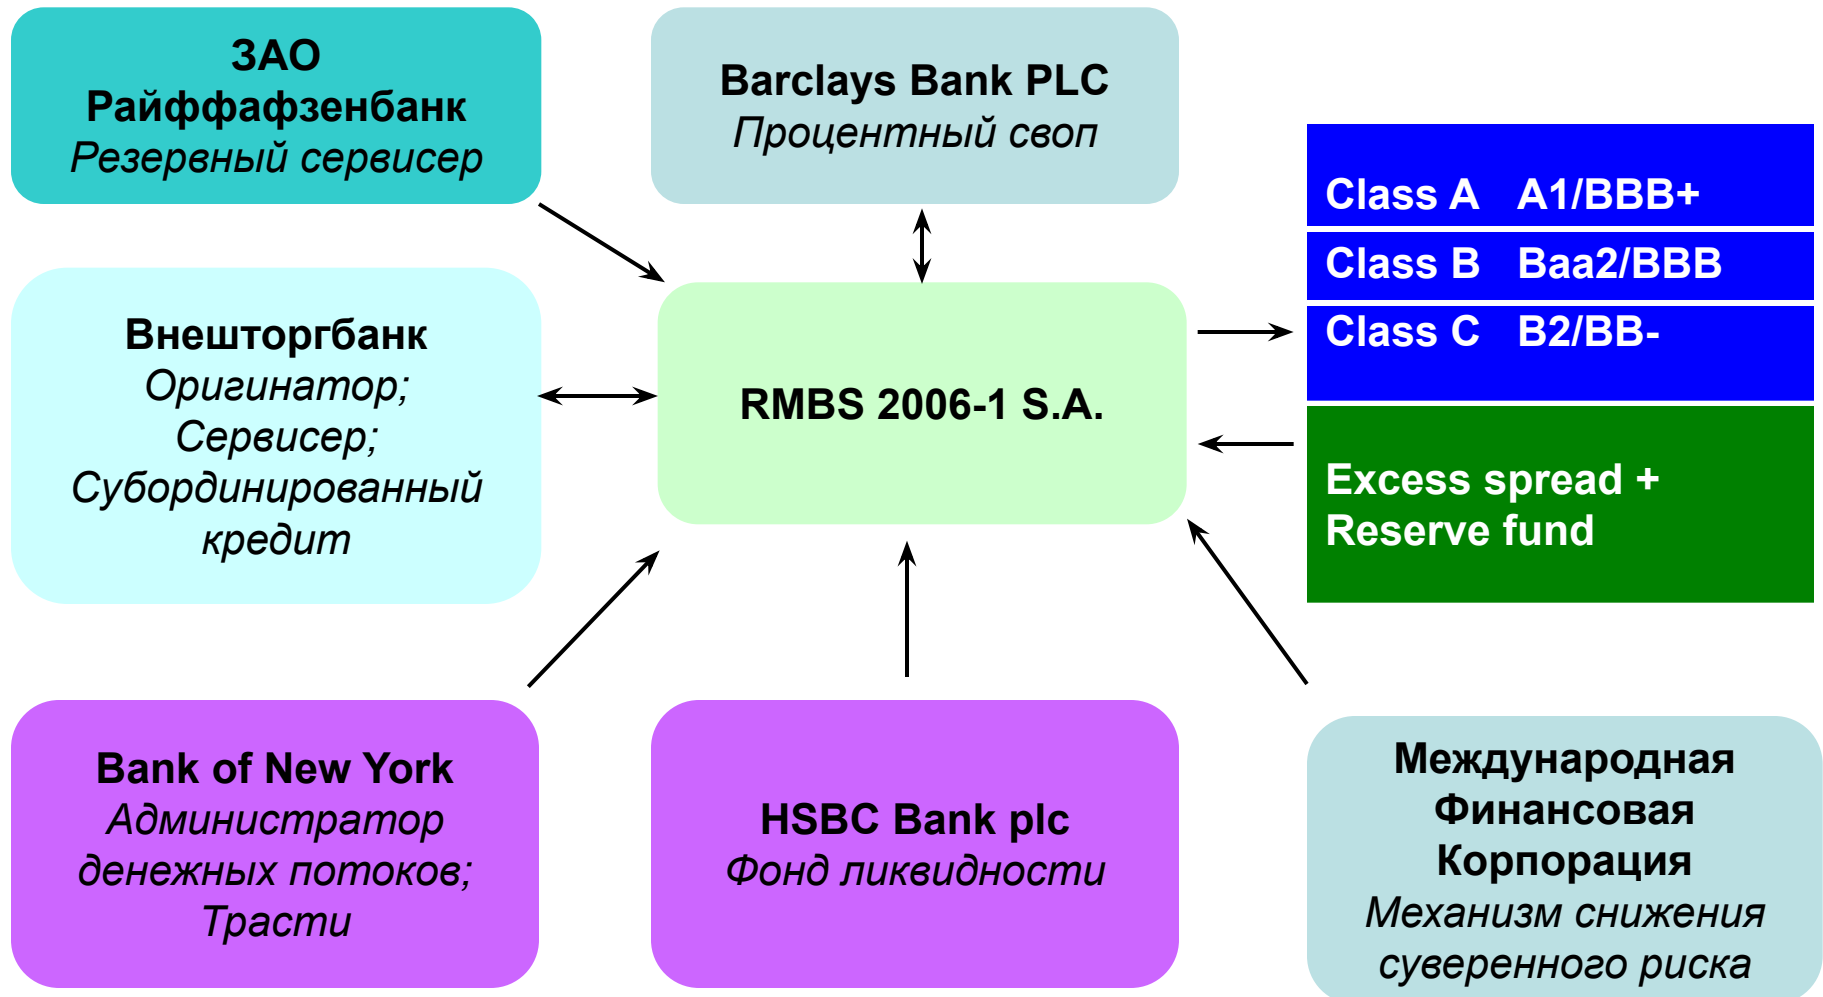 ЗАО
Райффафзенбанк
Резервный сервисер
Barclays Bank PLC
Процентный своп
Class A A1/BBB+
Class B Baa2/BBB
Class C B2/BB-
Внешторгбанк
Оригинатор;
Сервисер;
Субординированный
кредит
RMBS 2006-1 S.A.
Excess spread +
Reserve fund
Bank of New York
Администратор
денежных потоков;
Трасти
HSBC Bank plc
Фонд ликвидности
Международная
Финансовая
Корпорация
Механизм снижения
суверенного риска